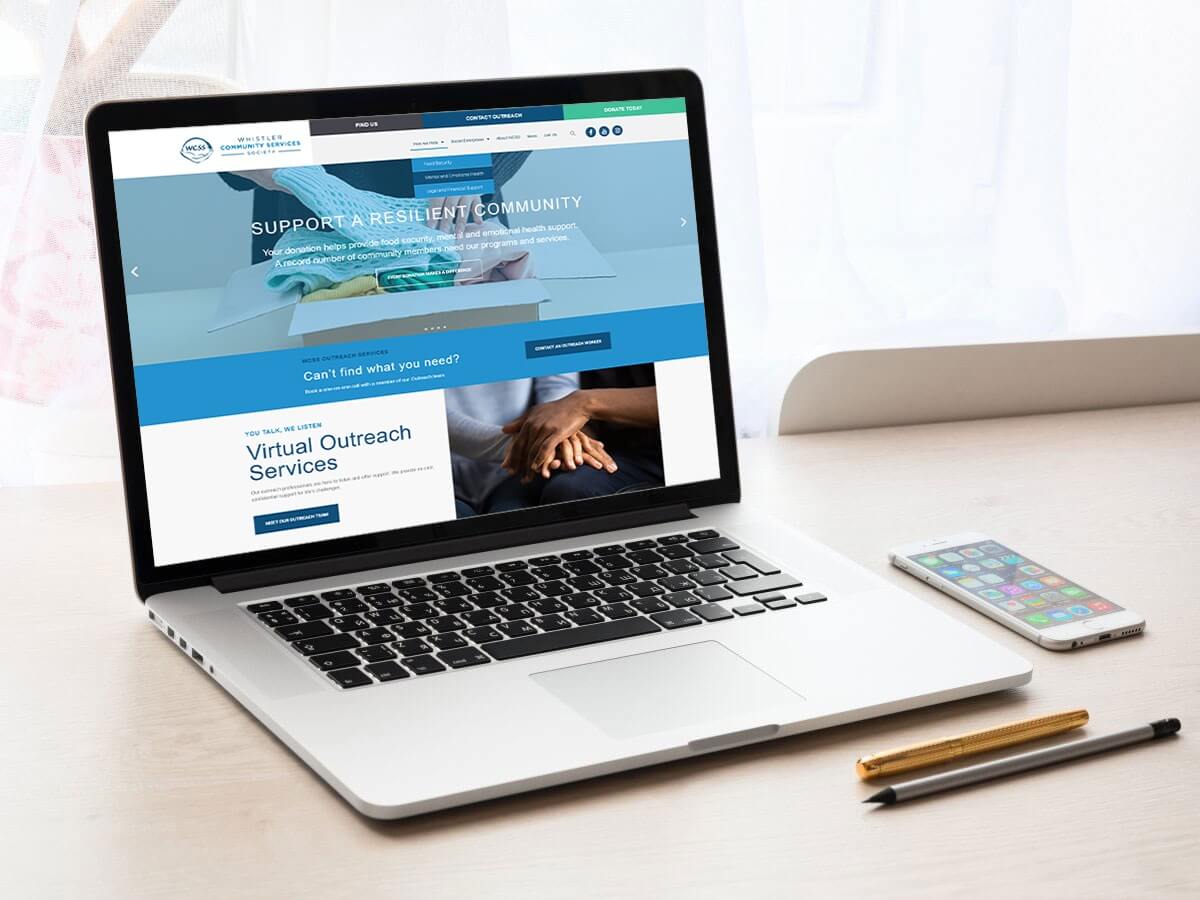 FIND US
CONTACT OUTREACH
DONATE TODAY
WCSS
WHISTLER
COMMUNITY SERVICES
SOCIETY
How we Help
Social Enterprises
About WCSS
News
Join Us
Food Security
Mental and Emotional Health
Legal and Financial Support
SUPPORT A RESILIENT COMMUNITY
Your donation helps provide food security, mental and emotional health support.
A record number of community members need our programs and services.
EVERY DONATION MAKES A DIFFERENCE
WCSS OUTREACH SERVICES
Can't find what you need?
Book a one-on-one call with a member of our Outreach team
CONTACT AN OUTREACH WORKER
YOU TALK, WE LISTEN
Virtual Outreach
Services
Our outreach professionals are here to listen and offer support. We provide no-cost,
confidential support for life's challenges.
MEET OUR OUTREACH TEAM